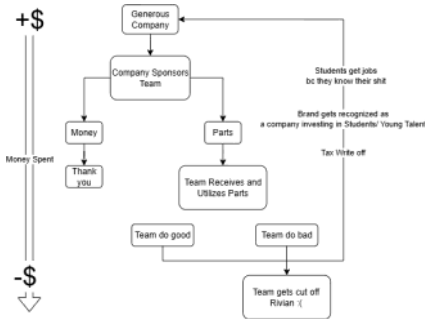 +$
Generous
Company
Company Sponsors
Team
Students get jobs
bc they know their shit
Brand gets recognized as
a company investing in Students/ Young Talent
Tax Write off
Money
Parts
Money Spent
Thank
you
Team Receives and
Utilizes Parts
Team do good
Team do bad
-$
Team gets cut off
Rivian :(